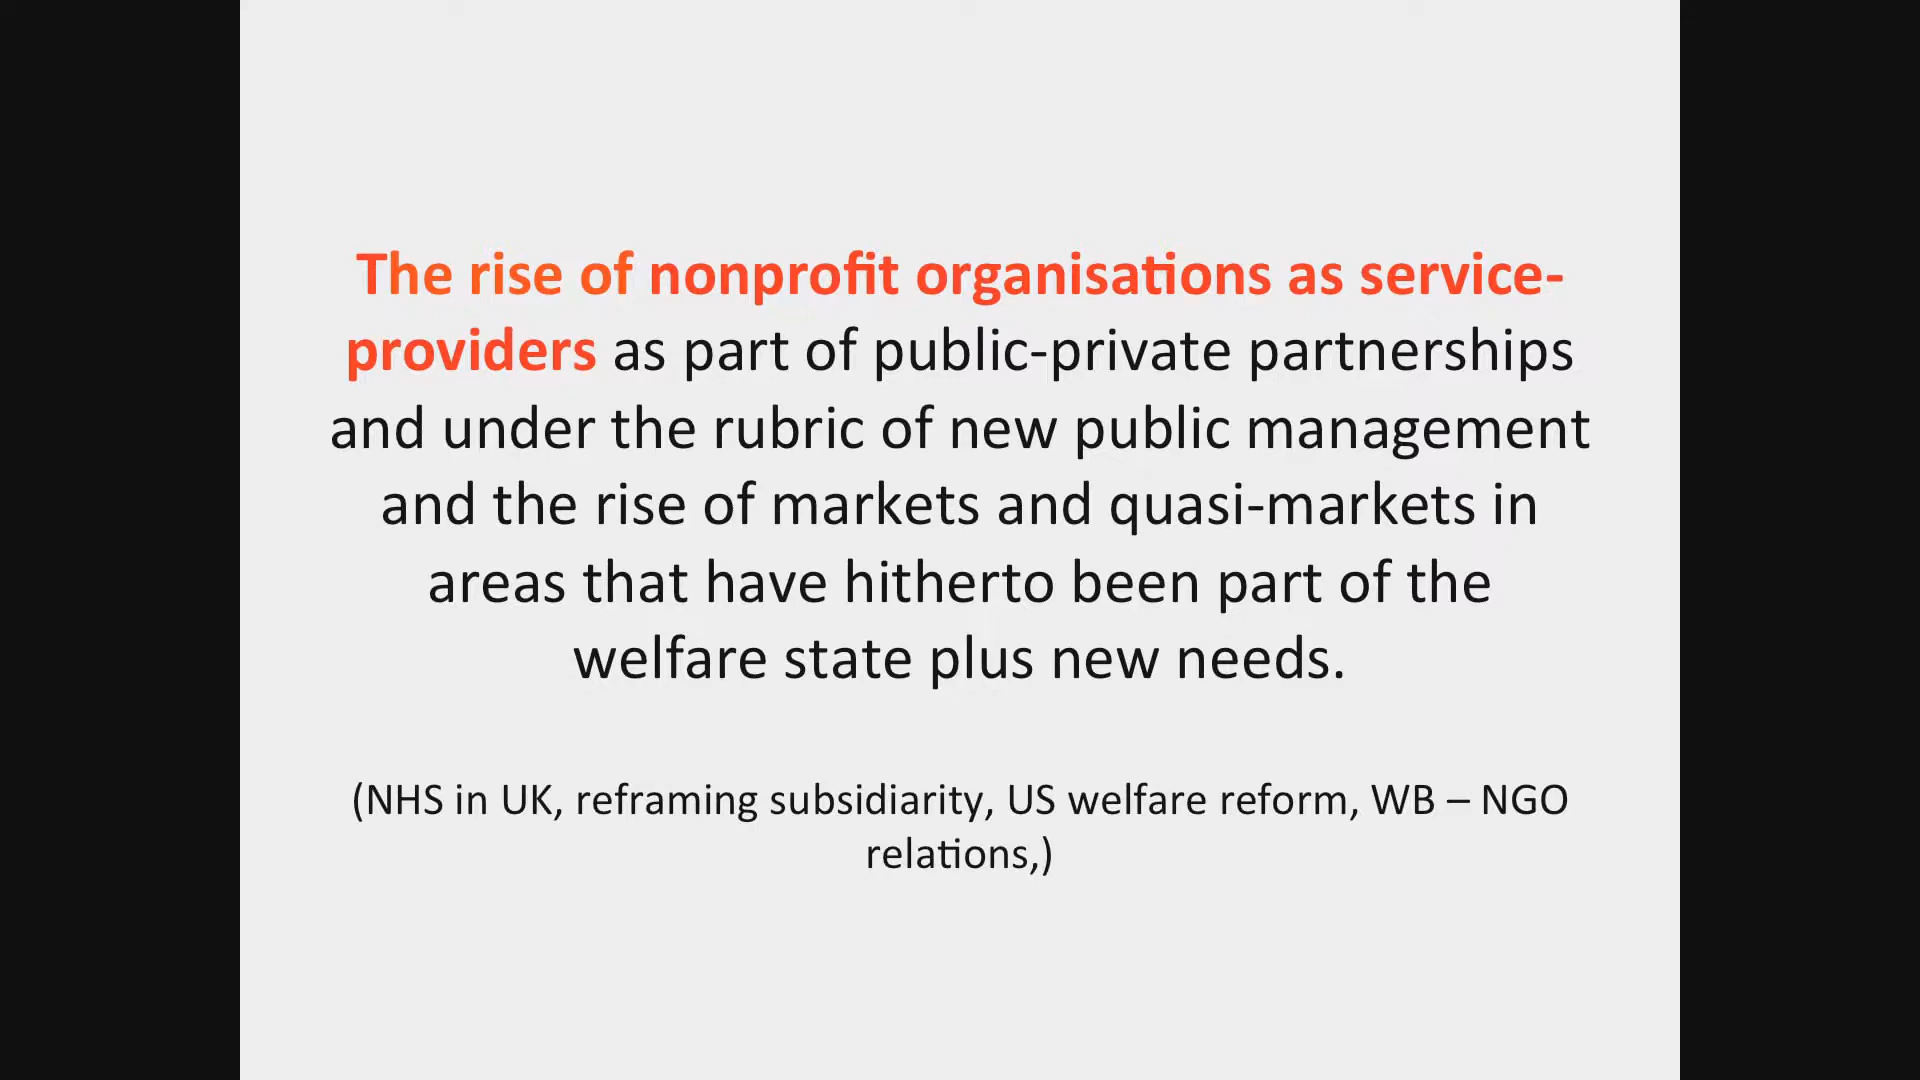 The rise of nonprofit organisations as service-
providers as part of public-private partnerships
and under the rubric of new public management
and the rise of markets and quasi-markets in
areas that have hitherto been part of the
welfare state plus new needs.
(NHS in UK, reframing subsidiarity, US welfare reform, WB – NGO
relations,)